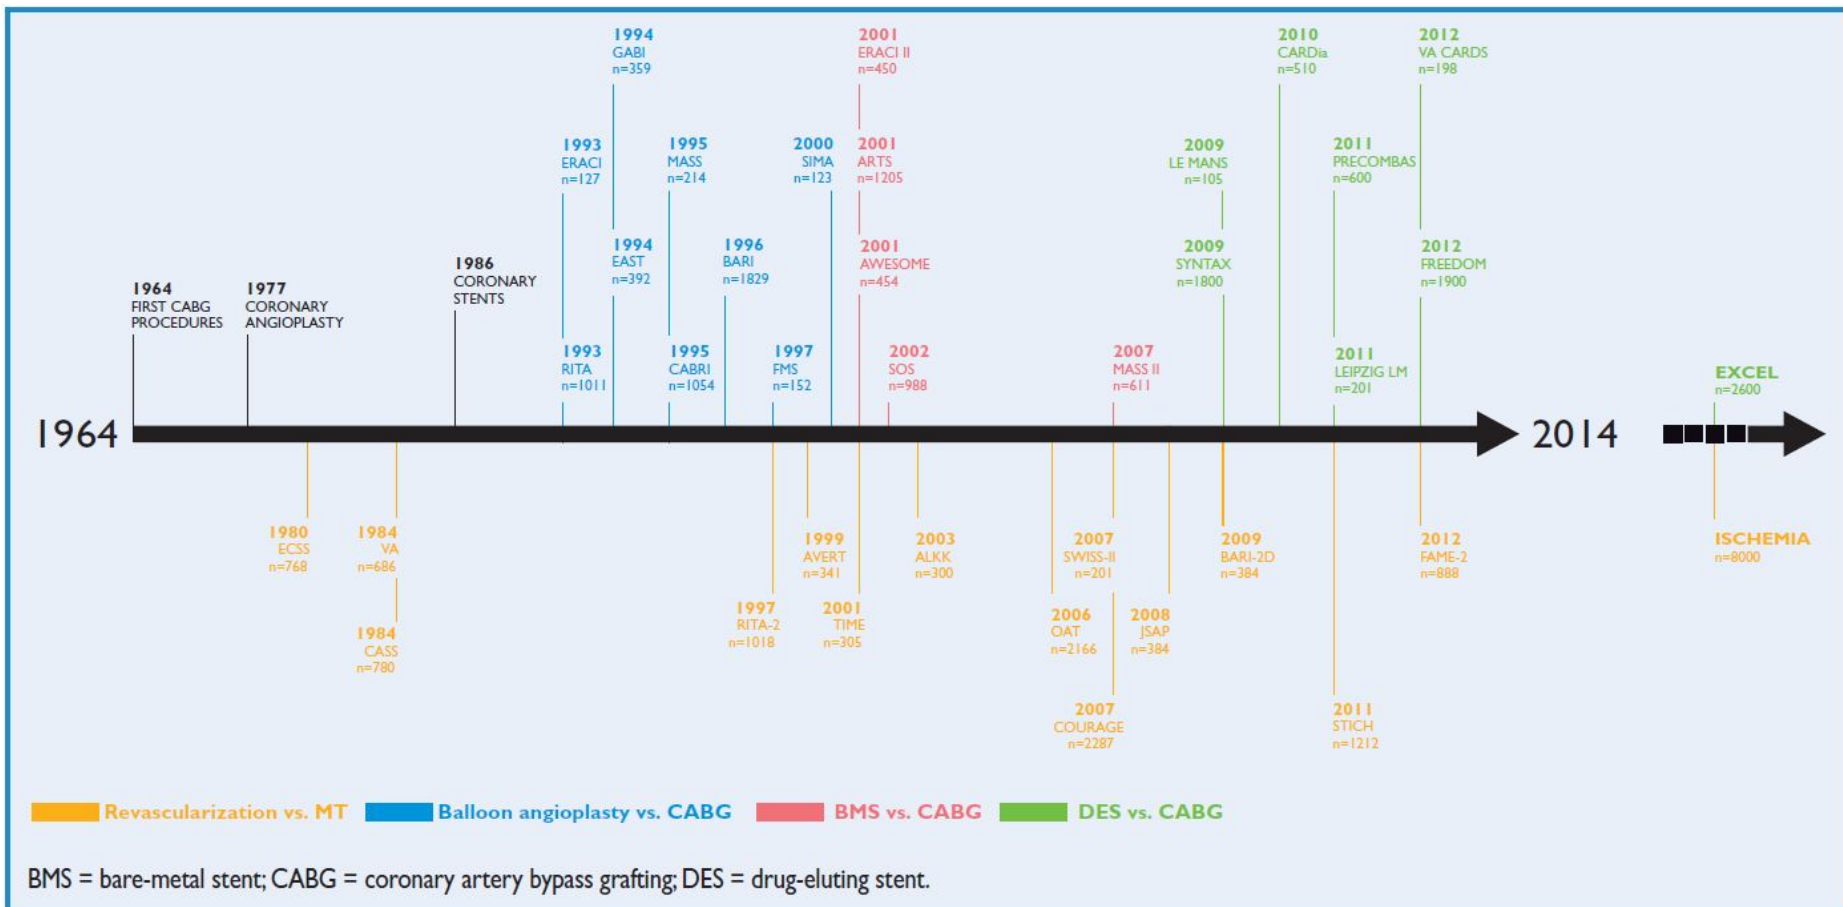 1994
GABI
n=359
2001
ERACI II
n=450
2010
CARDia
n=510
2012
VA CARDS
n=198
1993
ERACI
n=127
1995
MASS
n=214
2000
SIMA
n=123
2001
ARTS
n=1205
2009
LE MANS
n=105
2011
PRECOMBAS
n=600
1994
EAST
n=392
1996
BARI
n=1829
2001
AWESOME
n=454
2009
SYNTAX
n=1800
2012
FREEDOM
n=1900
1964
FIRST CABG
PROCEDURES
1977
CORONARY
ANGIOPLASTY
1986
CORONARY
STENTS
1993
RITA
n=1011
1995
CABRI
n=1054
1997
FMS
n=152
2002
SOS
n=988
2007
MASS II
n=611
2011
LEIPZIG LM
n=201
EXCEL
n=2600
1964
2014
1980
ECSS
n=768
1984
VA
n=686
1984
CASS
n=780
1997
RITA-2
n=1018
1999
AVERT
n=341
2001
TIME
n=305
2003
ALKK
n=300
2006
OAT
n=2166
2007
SWISS-II
n=201
2007
COURAGE
n=2287
2008
JSAP
n=384
2009
BARI-2D
n=384
2011
STICH
n=1212
2012
FAME-2
n=888
ISCHEMIA
n=8000
Revascularization vs. MT
Balloon angioplasty vs. CABG
BMS vs. CABG
DES vs. CABG
BMS = bare-metal stent; CABG = coronary artery bypass grafting; DES = drug-eluting stent.